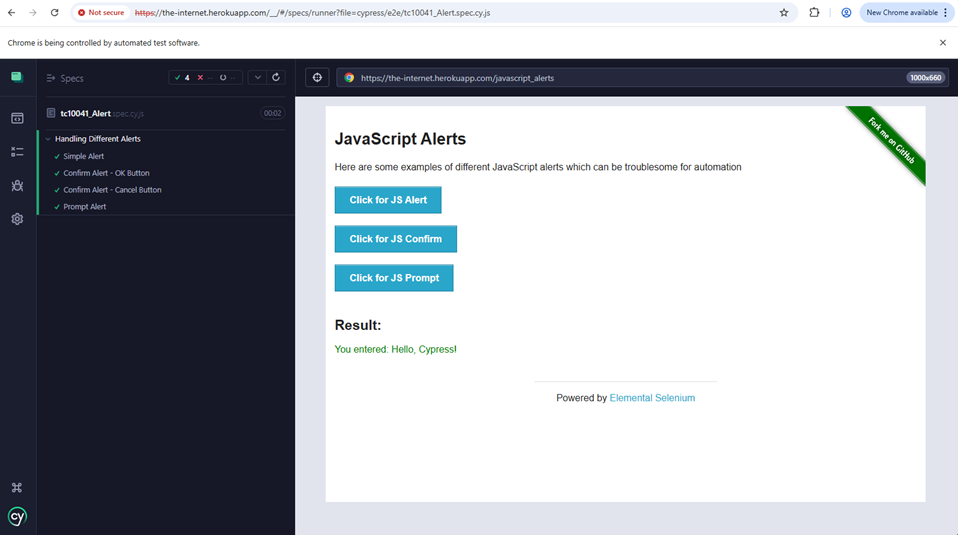 Not secure https://the-internet.herokuapp.com/__/#/specs/runner?file=cypress/e2e/tc10041_Alert.spec.cy.js New Chrome available
Chrome is being controlled by automated test software.
Specs 4 -- --
https://the-internet.herokuapp.com/javascript_alerts 1000x660
tc10041_Alert.spec.cy.js 00:02
Handling Different Alerts
Simple Alert
Confirm Alert - OK Button
Confirm Alert - Cancel Button
Prompt Alert
JavaScript Alerts
Fork me on GitHub
Here are some examples of different JavaScript alerts which can be troublesome for automation
Click for JS Alert
Click for JS Confirm
Click for JS Prompt
Result:
You entered: Hello, Cypress!
Powered by Elemental Selenium
cy